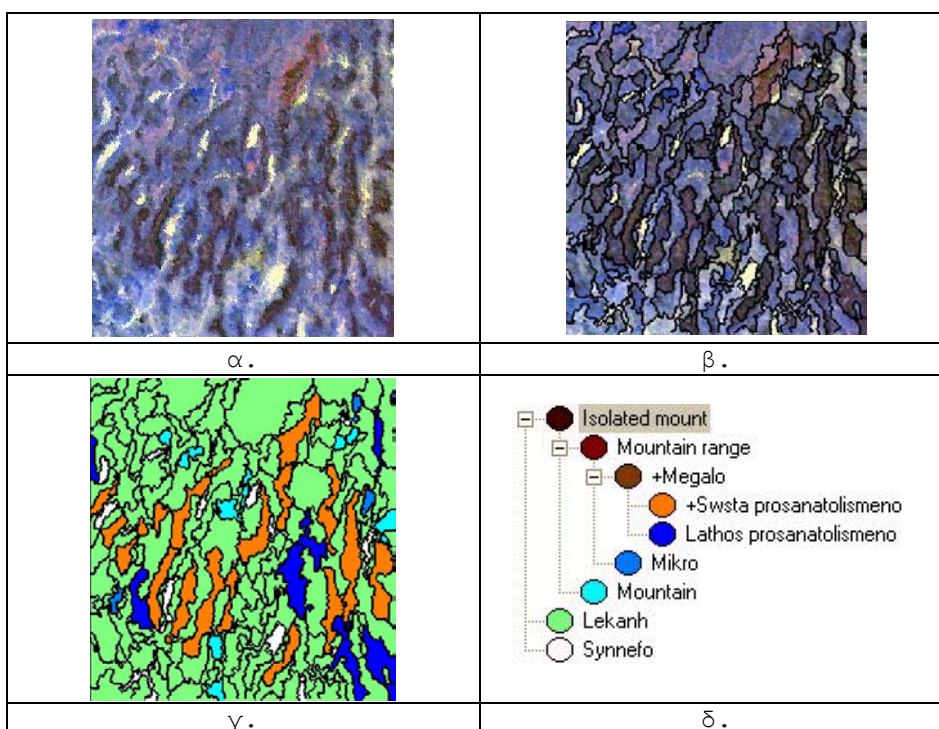 α.
β.
Isolated mount
Mountain range
+Megalo
+Swsta prosanatolismeno
Lathos prosanatolismeno
Mikro
Mountain
Lekanh
Synnefo
γ.
δ.